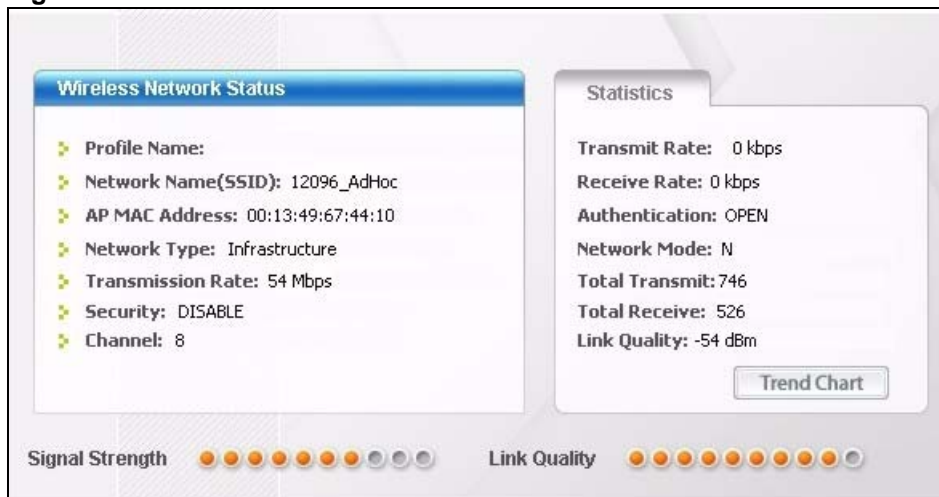 Wireless Network Status
Profile Name:
Network Name(SSID): 12096_AdHoc
AP MAC Address: 00:13:49:67:44:10
Network Type: Infrastructure
Transmission Rate: 54 Mbps
Security: DISABLE
Channel: 8
Statistics
Transmit Rate: 0 kbps
Receive Rate: 0 kbps
Authentication: OPEN
Network Mode: N
Total Transmit: 746
Total Receive: 526
Link Quality: -54 dBm
Trend Chart
Signal Strength
Link Quality